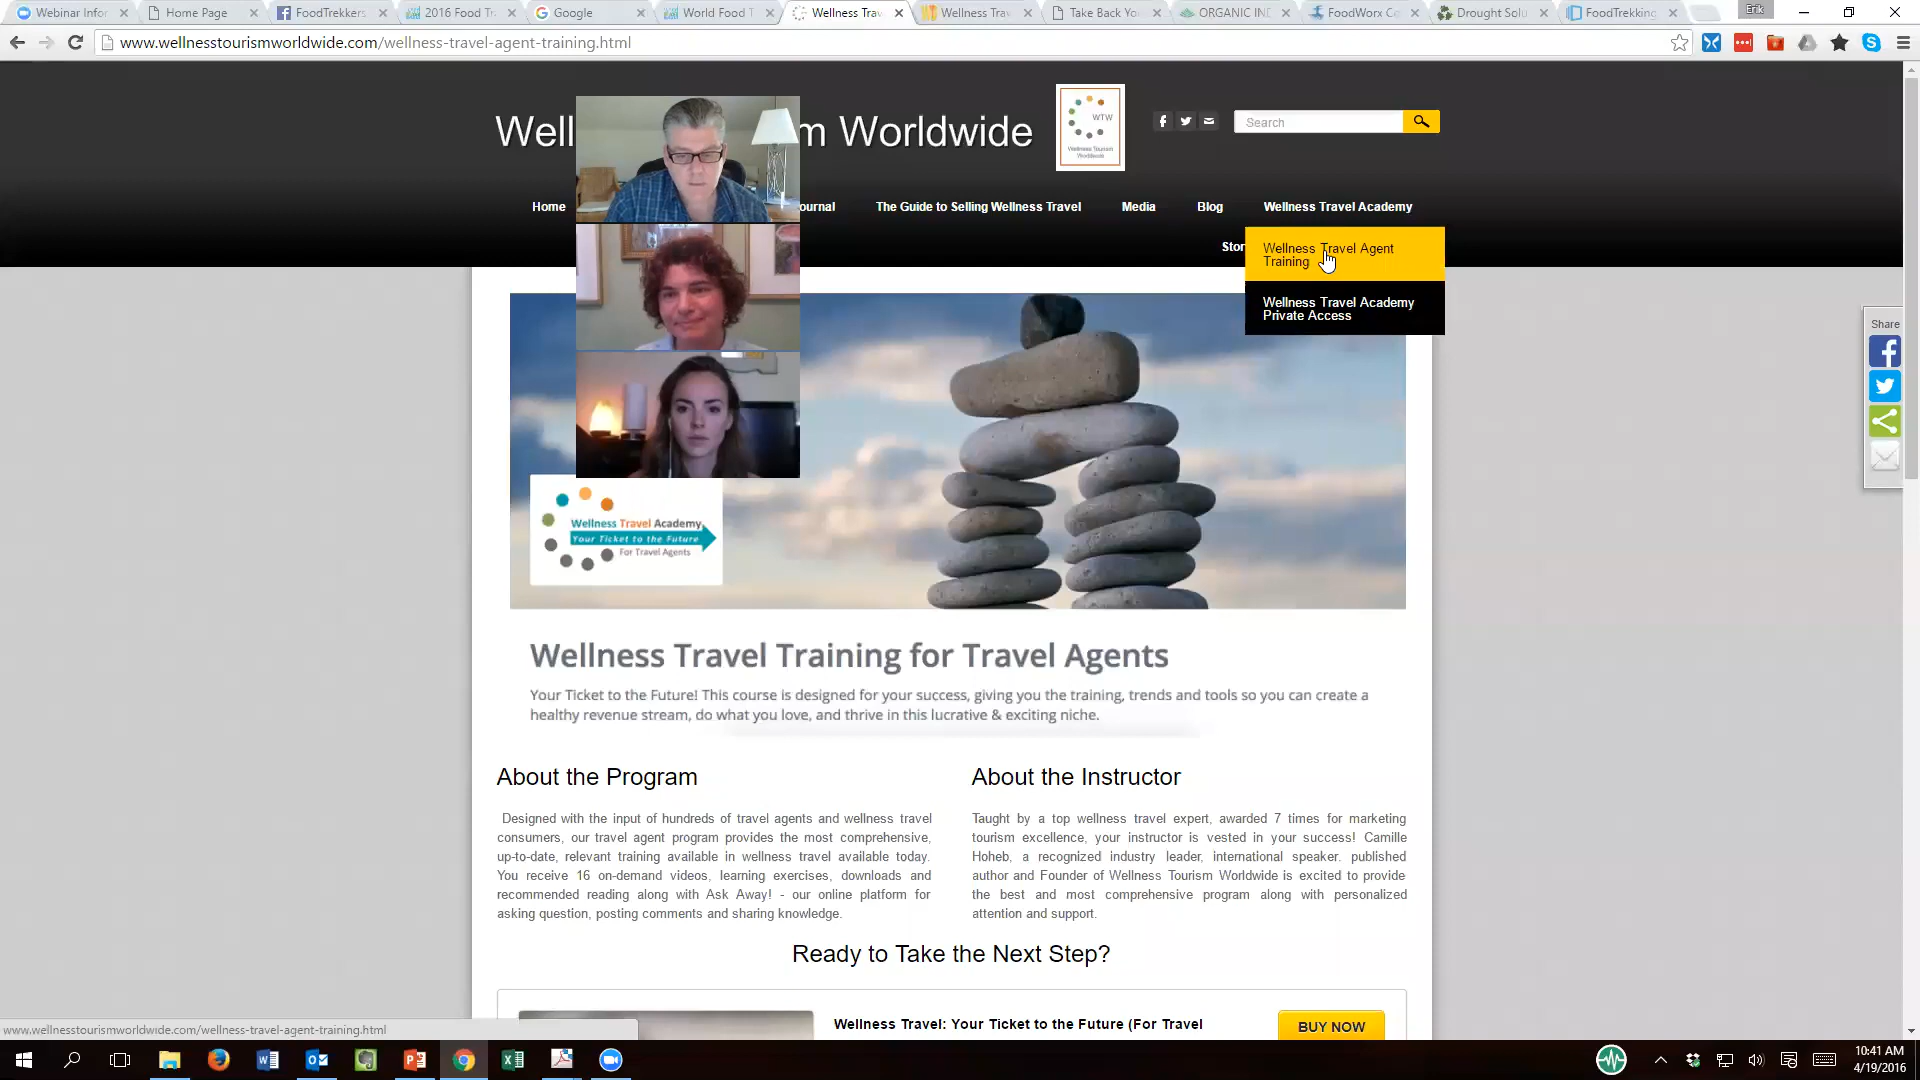 Webinar Infor
Home Page
FoodTrekkers
2016 Food Tr
Google
World Food T
Wellness Trav
Wellness Trav
Take Back Yo
ORGANIC IND
FoodWorx Co
Drought Solu
FoodTrekking
Erik
www.wellnesstourismworldwide.com/wellness-travel-agent-training.html
Well
m Worldwide
WTW
Wellness Tourism
Worldwide
Search
Home
ournal
The Guide to Selling Wellness Travel
Media
Blog
Wellness Travel Academy
Stor
Wellness Travel Agent
Training
Wellness Travel Academy
Private Access
Share
Wellness Travel Academy
Your Ticket to the Future
For Travel Agents
Wellness Travel Training for Travel Agents
Your Ticket to the Future! This course is designed for your success, giving you the training, trends and tools so you can create a
healthy revenue stream, do what you love, and thrive in this lucrative & exciting niche.
About the Program
Designed with the input of hundreds of travel agents and wellness travel
consumers, our travel agent program provides the most comprehensive,
up-to-date, relevant training available in wellness travel available today.
You receive 16 on-demand videos, learning exercises, downloads and
recommended reading along with Ask Away! - our online platform for
asking question, posting comments and sharing knowledge.
About the Instructor
Taught by a top wellness travel expert, awarded 7 times for marketing
tourism excellence, your instructor is vested in your success! Camille
Hoheb, a recognized industry leader, international speaker. published
author and Founder of Wellness Tourism Worldwide is excited to provide
the best and most comprehensive program along with personalized
attention and support.
Ready to Take the Next Step?
Wellness Travel: Your Ticket to the Future (For Travel
BUY NOW
www.wellnesstourismworldwide.com/wellness-travel-agent-training.html
10:41 AM
4/19/2016